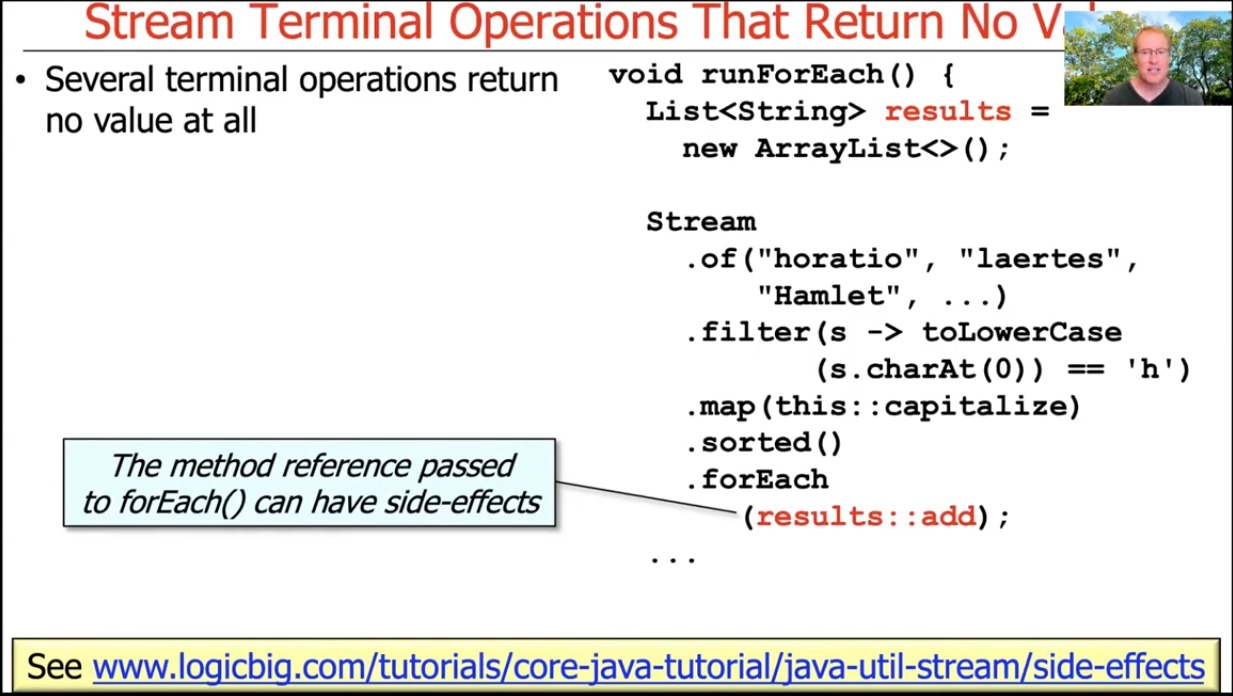 Stream Terminal Operations That Return No
• Several terminal operations return
no value at all
void runForEach() {
List<String> results =
new ArrayList<>();
Stream
.of("horatio", "laertes",
"Hamlet", ...)
.filter(s -> toLowerCase
(s.charAt(0)) == 'h')
.map(this::capitalize)
.sorted()
.forEach
(results::add);
...
The method reference passed
to forEach() can have side-effects
See www.logicbig.com/tutorials/core-java-tutorial/java-util-stream/side-effects